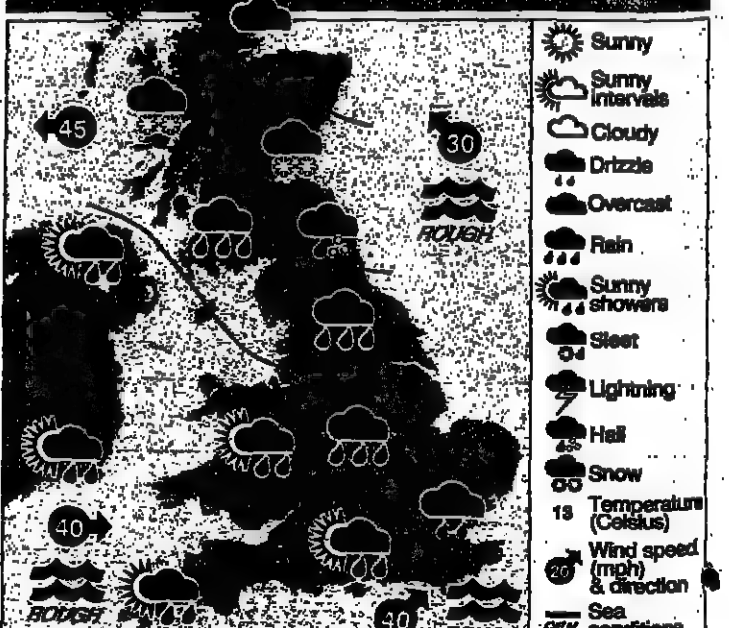 45
30
ROUGH
40
ROUGH
40
Sunny
Sunny
intervals
Cloudy
Drizzle
Overcast
Rain
Sunny
showers
Sleet
Lightning
Hail
Snow
Temperature
(Celsius)
Wind speed
(mph)
& direction
20
Sea
conditions